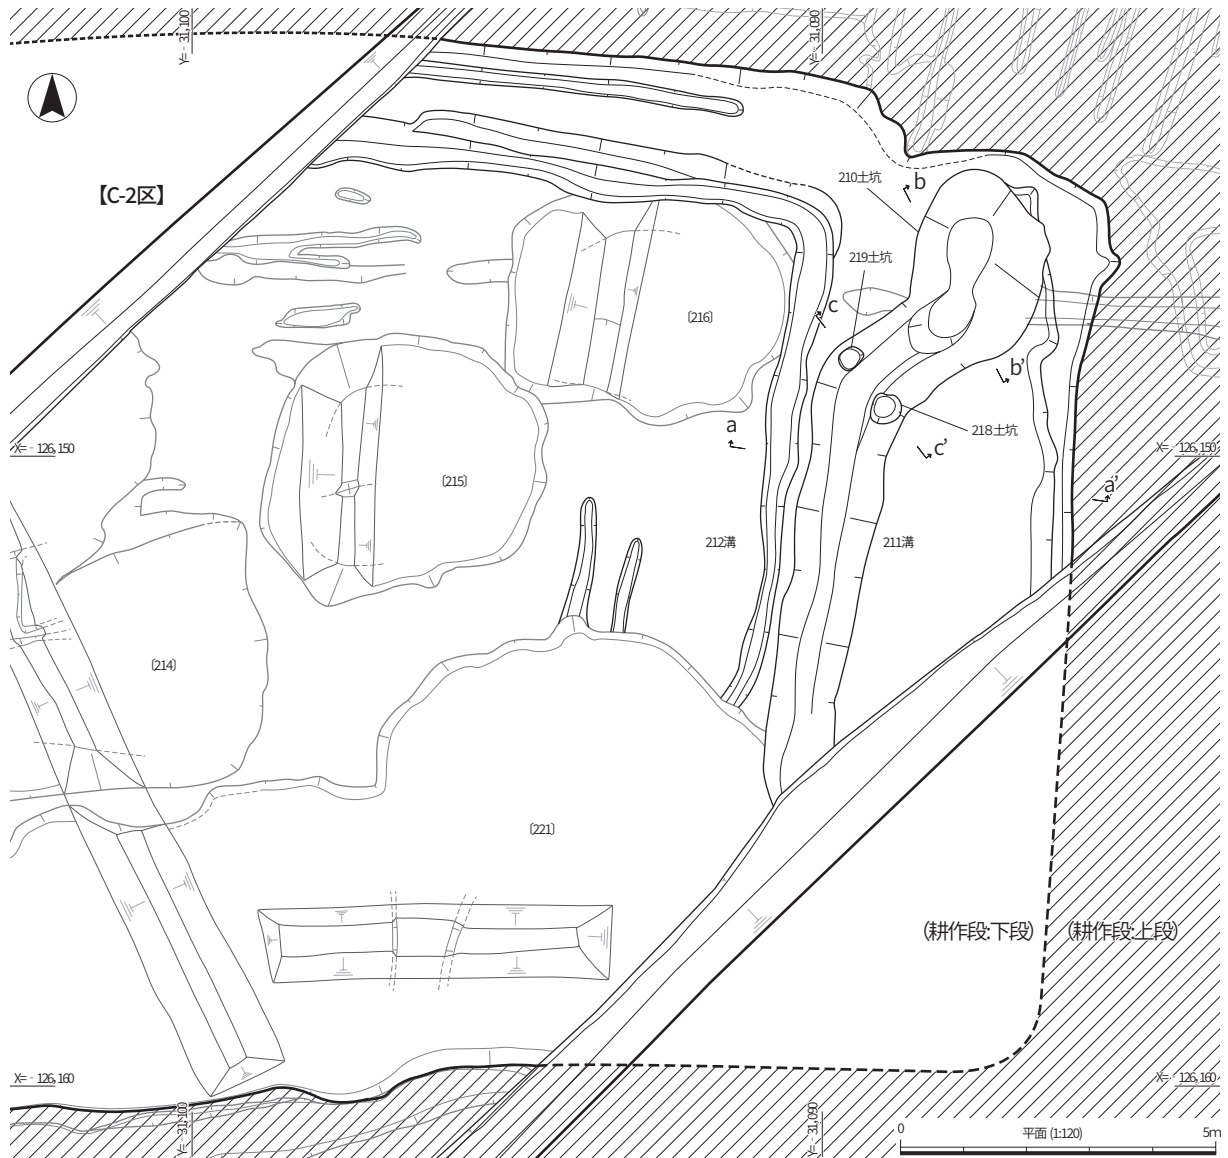 Y=－31,100
Y=－31,090
【C-2区】
210土坑
b
219土坑
c
〔216〕
b'
a
218土坑
c'
X=－126,150
X=－126,150
〔215〕
a'
212溝
211溝
〔214〕
〔221〕
（耕作段:下段）
（耕作段:上段）
X=－126,160
X=－126,160
Y=－31,100
Y=－31,090
0
平面 (1:120)
5m